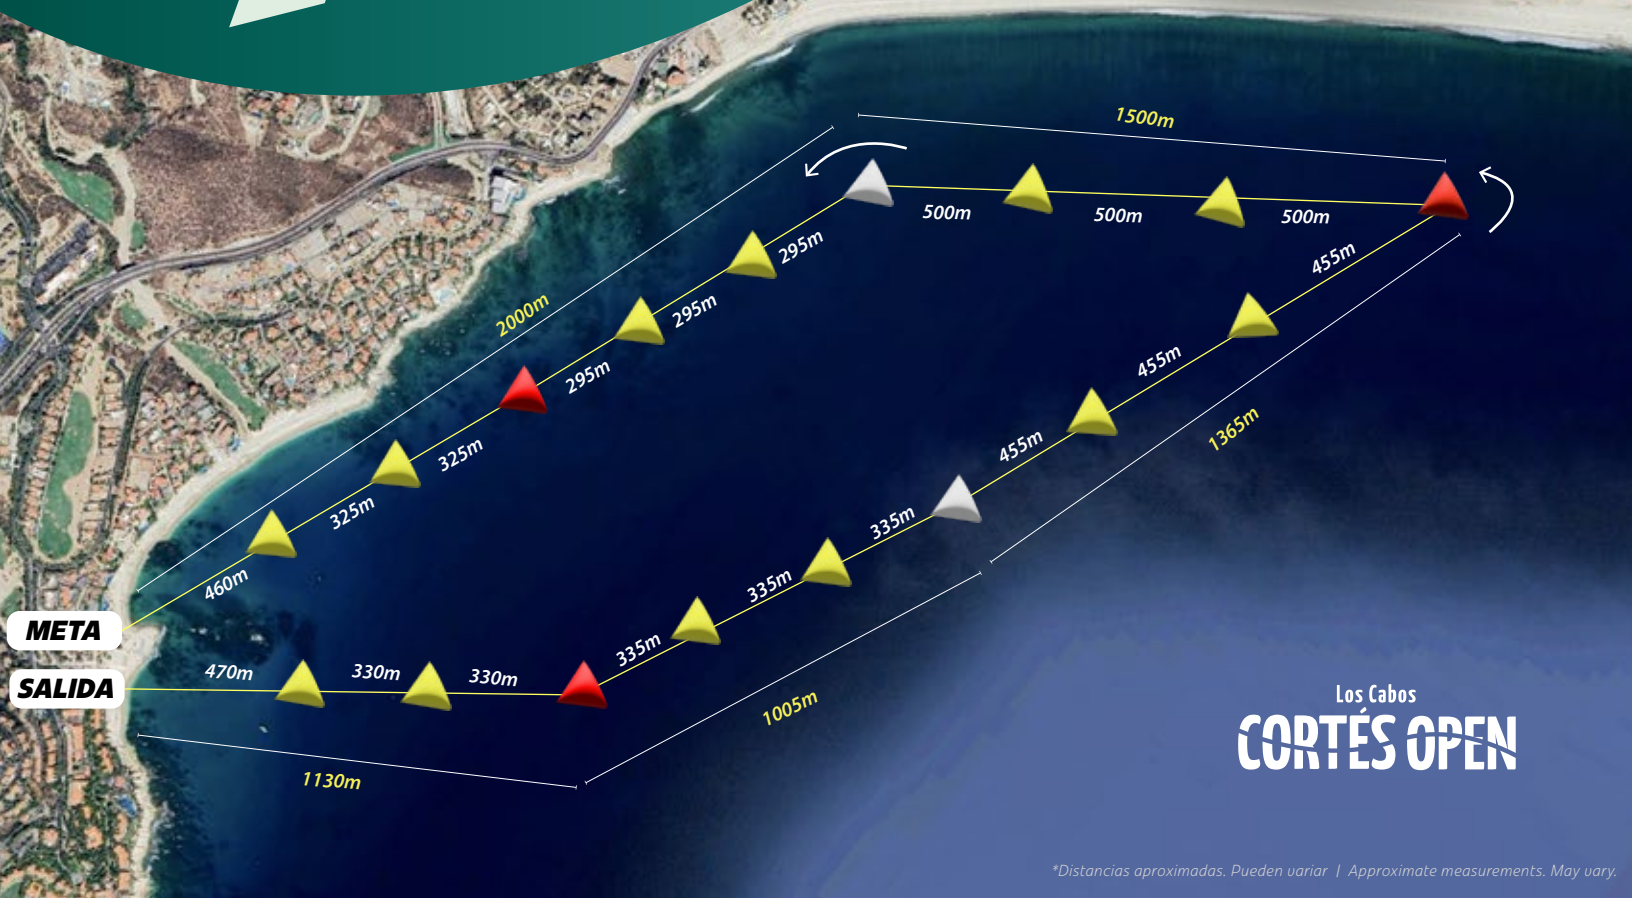 1500m
500m
500m
500m
455m
295m
295m
2000m
295m
455m
1365m
325m
455m
325m
335m
460m
335m
META
335m
SALIDA
470m
330m
330m
1005m
1130m
Los Cabos
CORTÉS OPEN
*Distancias aproximadas. Pueden variar | Approximate measurements. May vary.